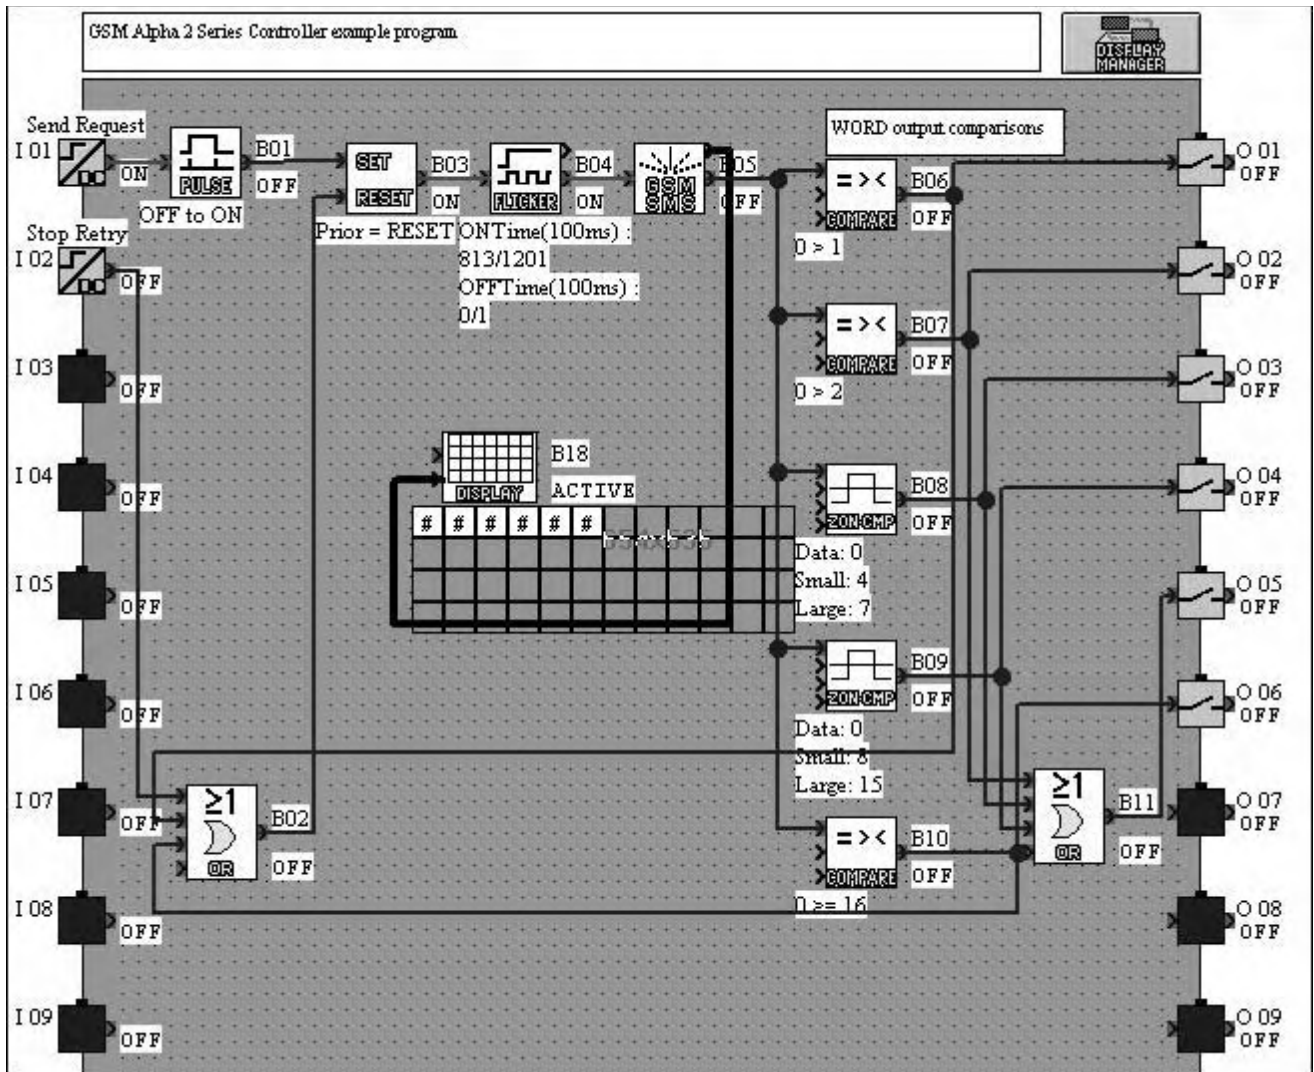 GSM Alpha 2 Series Controller example program
DISPLAY
MANAGER
Send Request
I 01
ON
PULSE
B01
OFF
OFF to ON
SET
RESET
B03
ON
Prior = RESET
FLICKER
B04
ON
ONTime(100ms) :
813/1201
OFFTime(100ms) :
0/1
GSM
SMS
B05
OFF
WORD output comparisons
= > <
COMPARE
B06
OFF
0 > 1
O 01
OFF
Stop Retry
I 02
OFF
O 02
OFF
= > <
COMPARE
B07
OFF
0 > 2
I 03
OFF
O 03
OFF
I 04
OFF
DISPLAY
B18
ACTIVE
# # # # # #
ZON-CMP
B08
OFF
Data: 0
Small: 4
Large: 7
O 04
OFF
I 05
OFF
O 05
OFF
I 06
OFF
ZON-CMP
B09
OFF
Data: 0
Small: 8
Large: 15
O 06
OFF
I 07
OFF
≥1
OR
B02
OFF
= > <
COMPARE
B10
OFF
0 >= 16
≥1
OR
B11
OFF
O 07
OFF
I 08
OFF
O 08
OFF
I 09
OFF
O 09
OFF